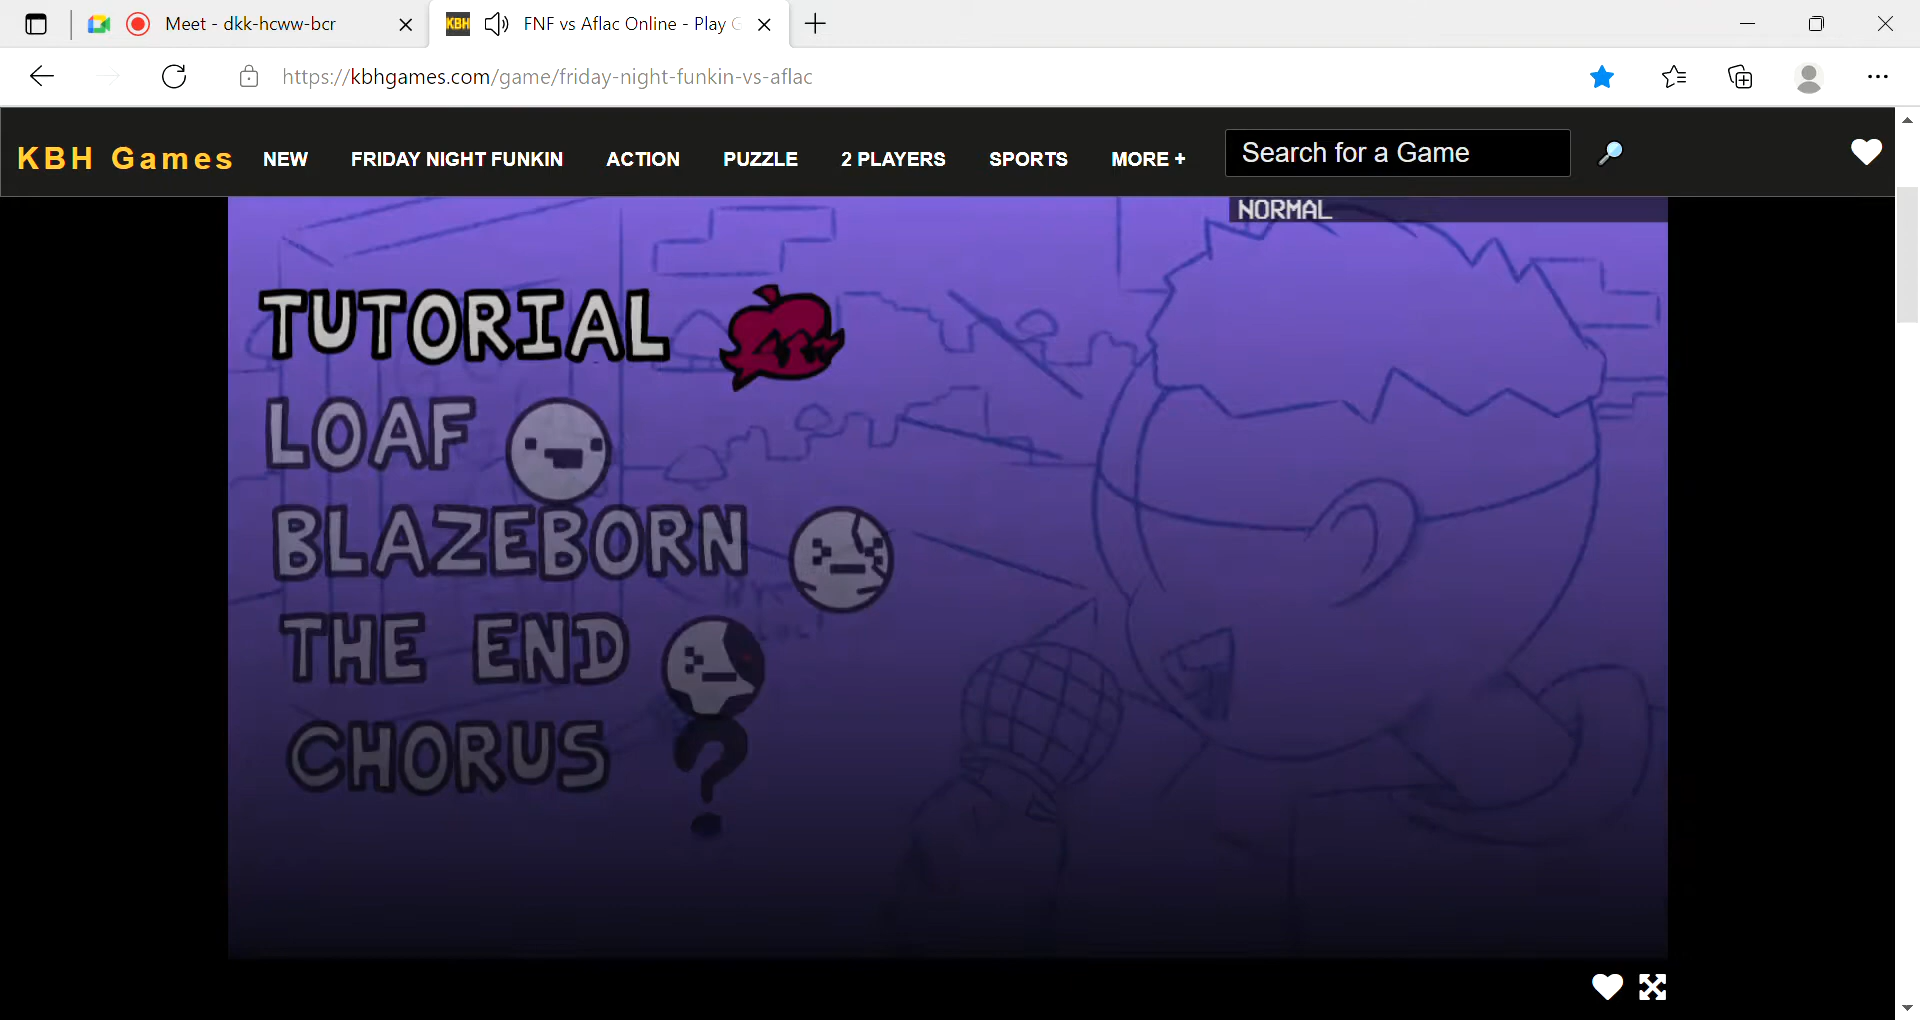 Meet - dkk-hcww-bcr
KBH
FNF vs Aflac Online - Play G
https://kbhgames.com/game/friday-night-funkin-vs-aflac
KBH Games
NEW
FRIDAY NIGHT FUNKIN
ACTION
PUZZLE
2 PLAYERS
SPORTS
MORE +
Search for a Game
NORMAL
TUTORIAL
LOAF
BLAZEBORN
THE END
CHORUS
?